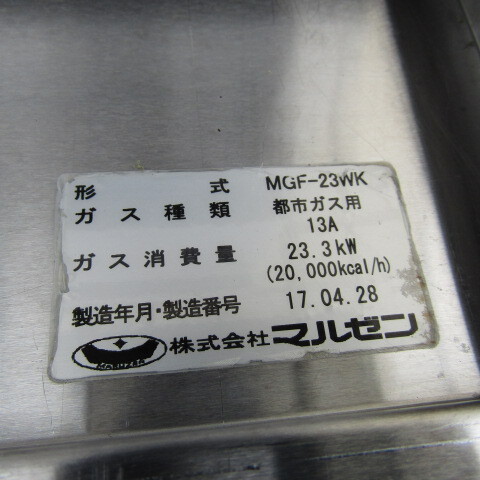 形式 MGF-23WK
ガス種類 都市ガス用
13A
ガス消費量 23.3kW
(20,000kcal/h)
製造年月・製造番号 17.04.28
MARUZEN 株式会社マルゼン